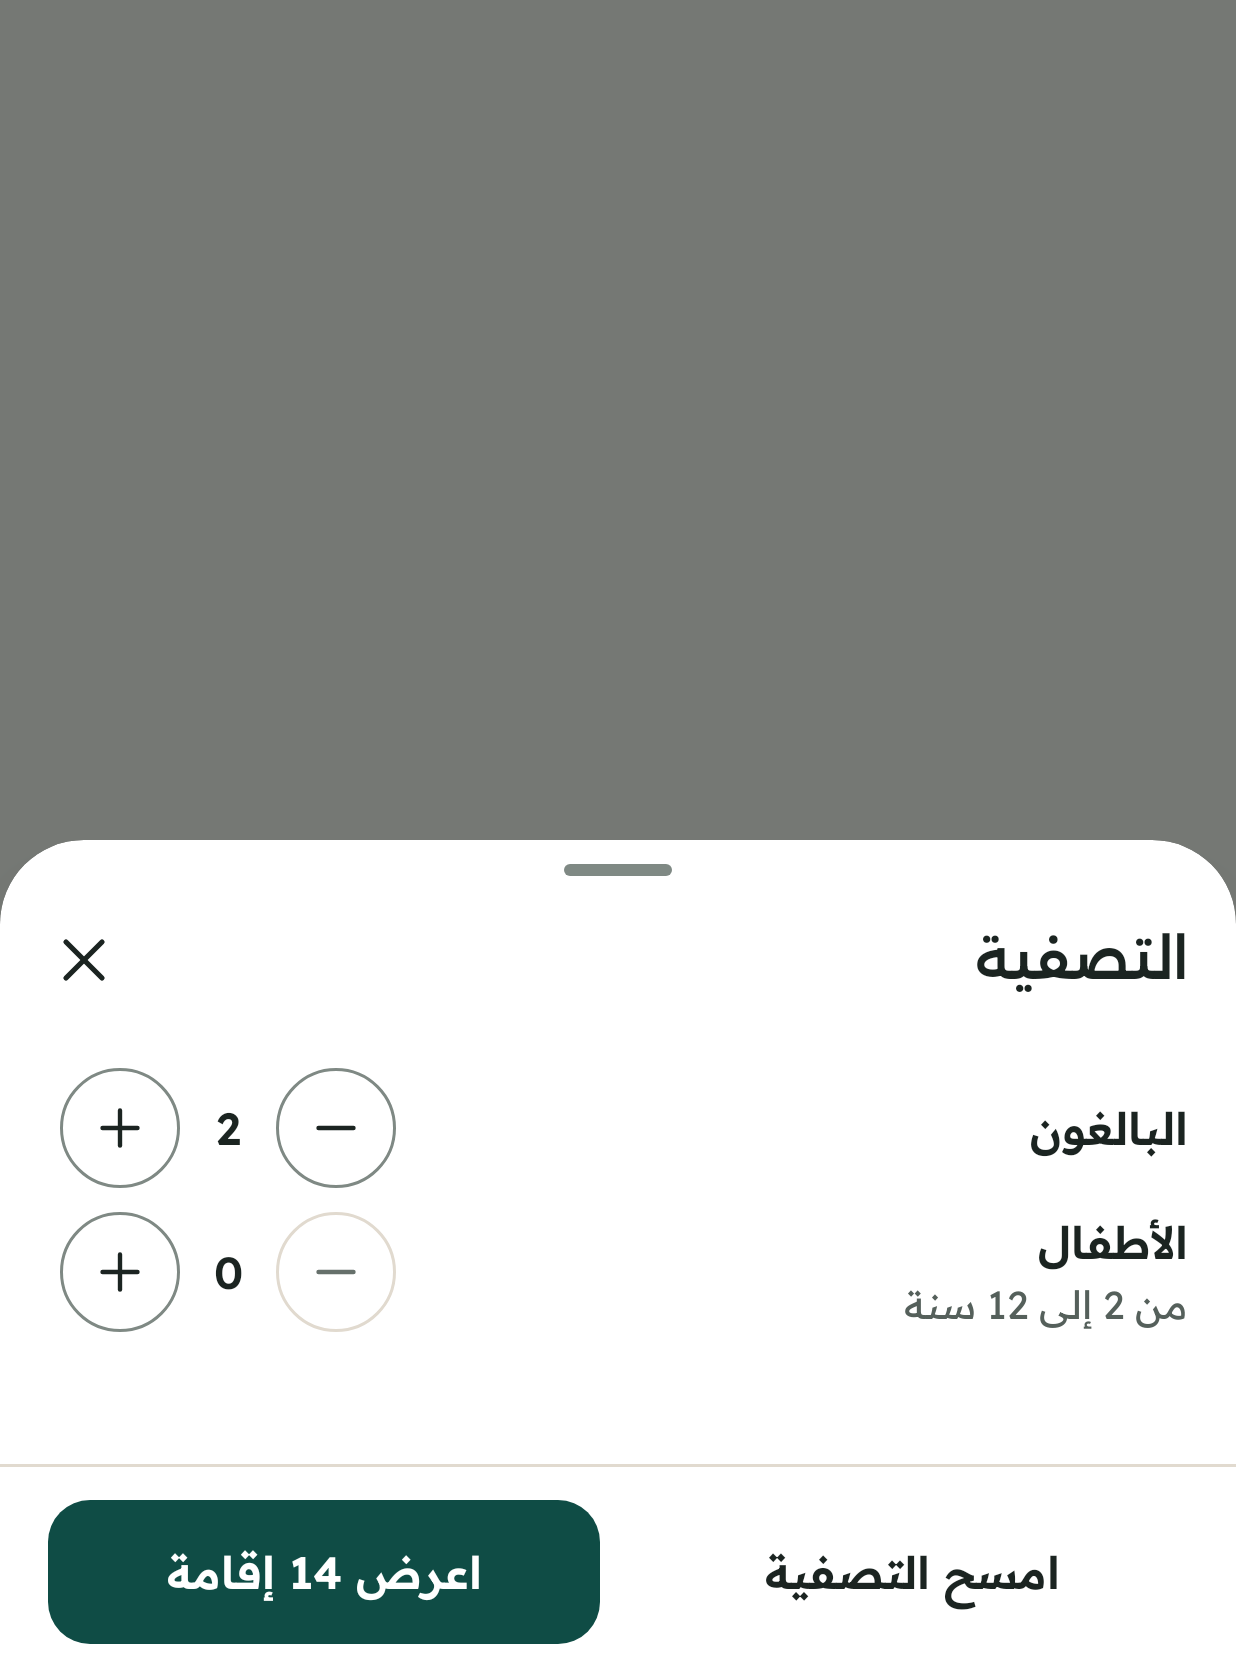 التصفية
البالغون
2
الأطفال
من 2 إلى 12 سنة
0
امسح التصفية
اعرض 14 إقامة